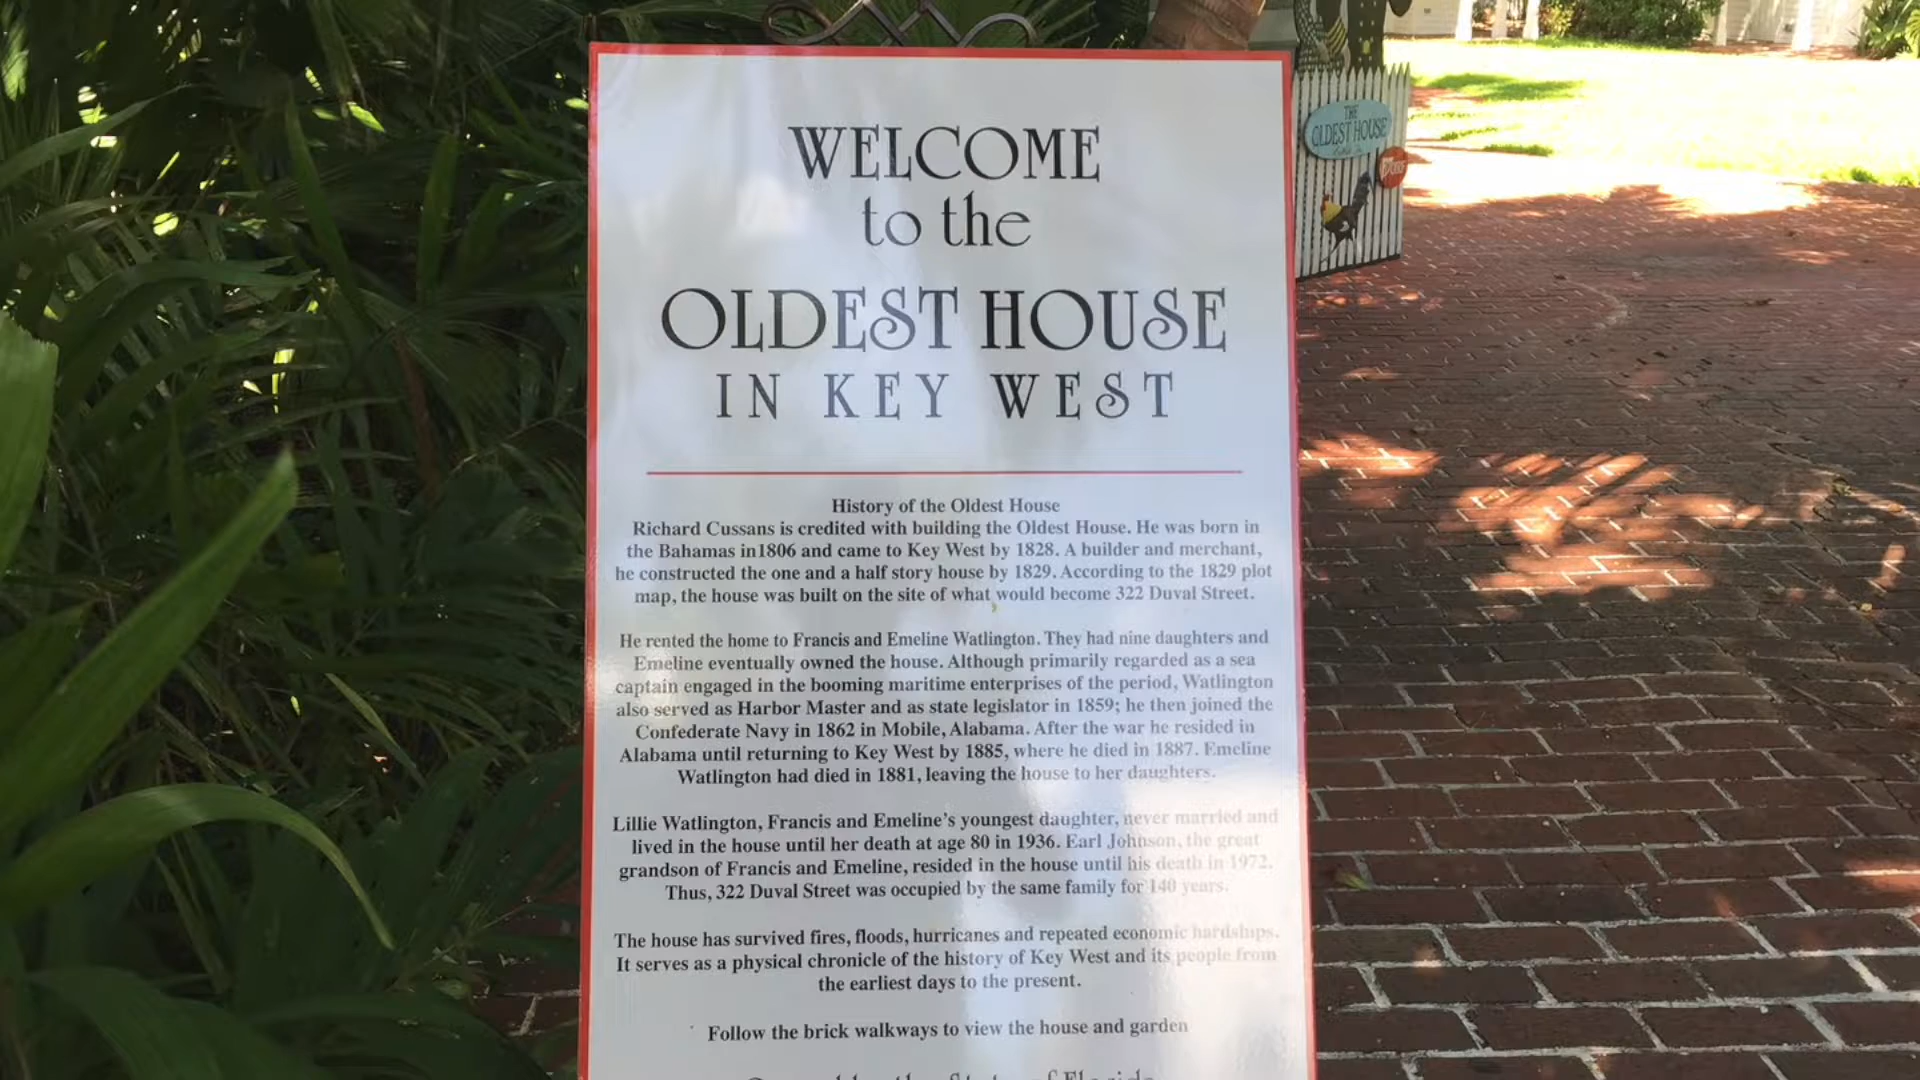 WELCOME
to the
OLDEST HOUSE
IN KEY WEST
History of the Oldest House
Richard Cussans is credited with building the Oldest House. He was born in
the Bahamas in1806 and came to Key West by 1828. A builder and merchant,
he constructed the one and a half story house by 1829. According to the 1829 plot
map, the house was built on the site of what would become 322 Duval Street.
He rented the home to Francis and Emeline Watlington. They had nine daughters and
Emeline eventually owned the house. Although primarily regarded as a sea
captain engaged in the booming maritime enterprises of the period, Watlington
also served as Harbor Master and as state legislator in 1859; he then joined the
Confederate Navy in 1862 in Mobile, Alabama. After the war he resided in
Alabama until returning to Key West by 1885, where he died in 1887. Emeline
Watlington had died in 1881, leaving the house to her daughters.
Lillie Watlington, Francis and Emeline's youngest daughter, never married and
lived in the house until her death at age 80 in 1936. Earl Johnson, the great
grandson of Francis and Emeline, resided in the house until his death in 1972.
Thus, 322 Duval Street was occupied by the same family for 140 years.
The house has survived fires, floods, hurricanes and repeated economic hardships.
It serves as a physical chronicle of the history of Key West and its people from
the earliest days to the present.
Follow the brick walkways to view the house and garden
THE
OLDEST HOUSE